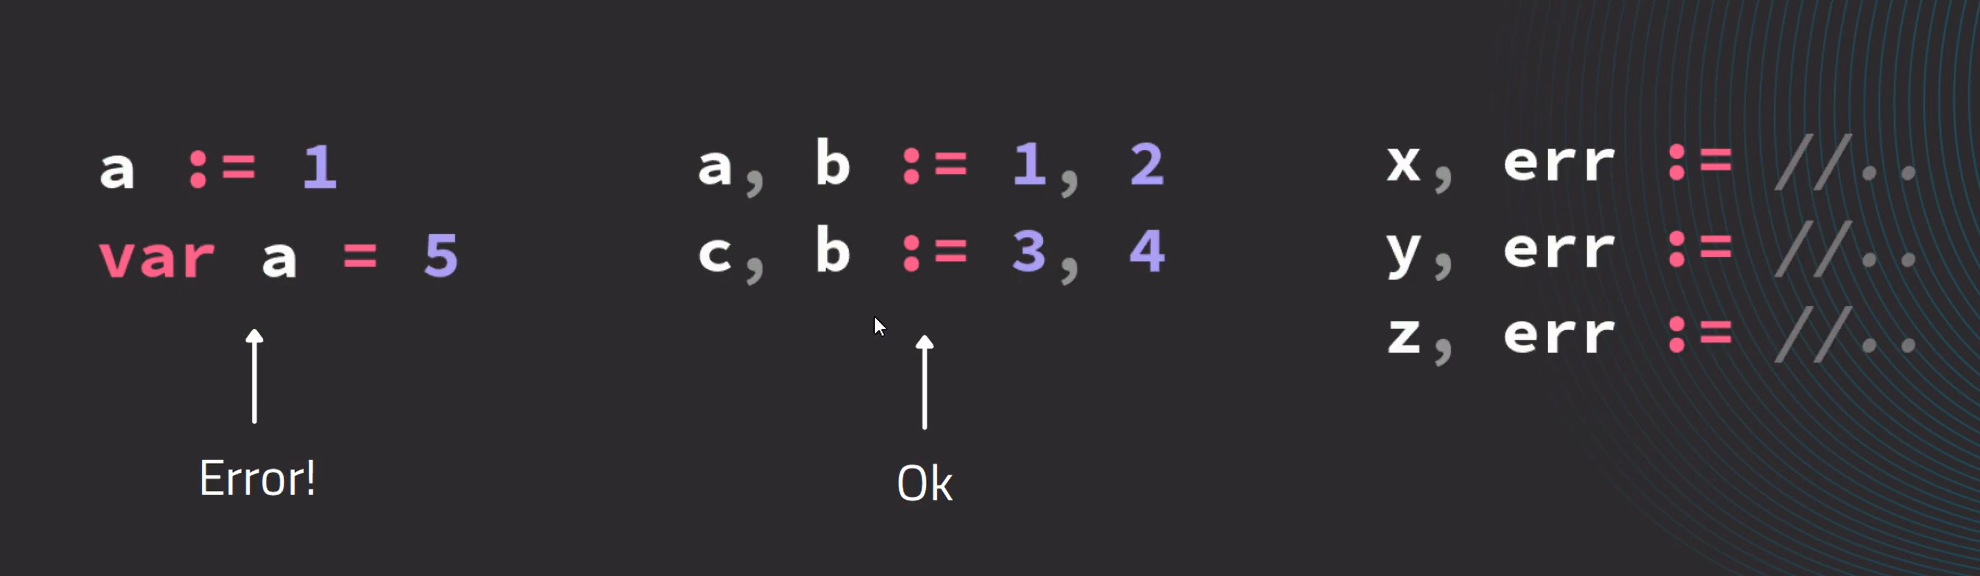 a := 1
var a = 5
Error!
a, b := 1, 2
c, b := 3, 4
Ok
x, err := //..
y, err := //..
z, err := //..